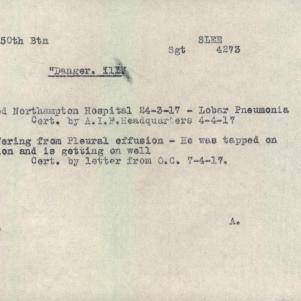 50th Btn SLEE
Sgt 4273
"Danger. Ill"
d Northampton Hospital 24-3-17 - Lobar Pneumonia
Cert. by A.I.F.Headquarters 4-4-17
fering from Pleural effusion - He was tapped on
ion and is getting on well
Cert. by letter from O.C. 7-4-17.
A.